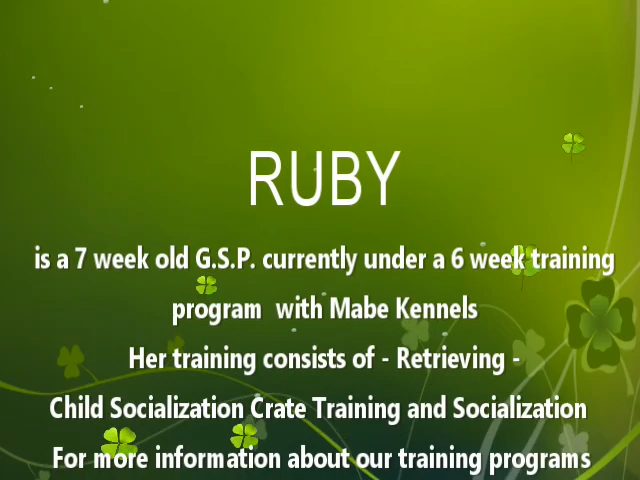 RUBY
is a 7 week old G.S.P. currently under a 6 week training
program with Mabe Kennels
Her training consists of - Retrieving -
Child Socialization Crate Training and Socialization
For more information about our training programs